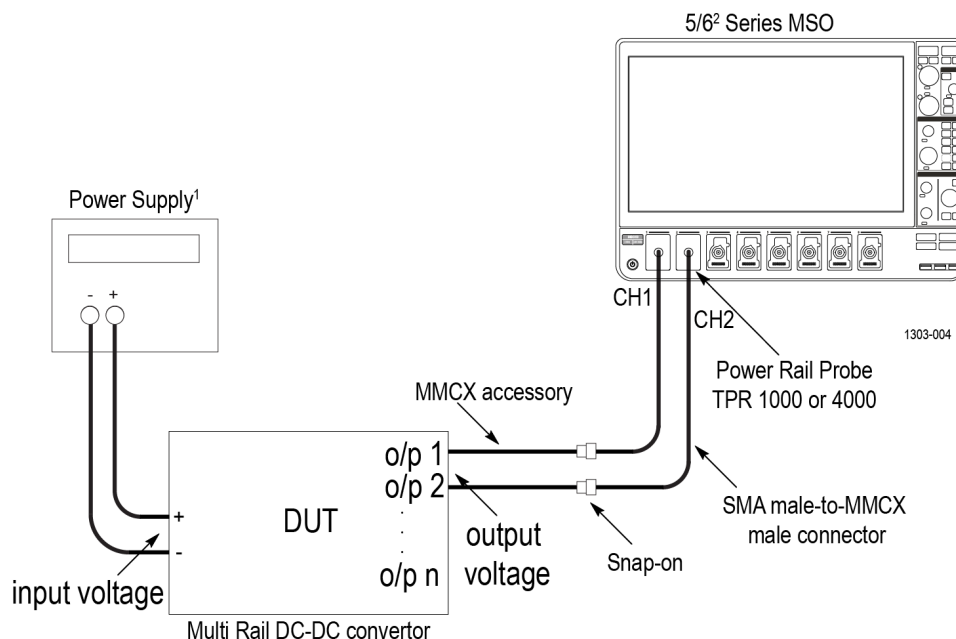 5/6² Series MSO
Power Supply¹
- +
CH1
CH2
1303-004
Power Rail Probe
TPR 1000 or 4000
MMCX accessory
o/p 1
o/p 2
.
.
.
o/p n
DUT
+
-
input voltage
output
voltage
Snap-on
SMA male-to-MMCX
male connector
Multi Rail DC-DC convertor